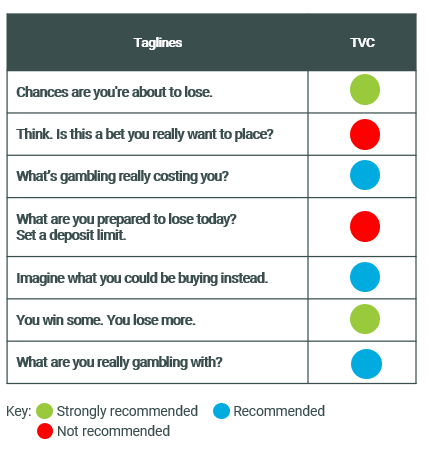 Taglines TVC
Chances are you're about to lose.
Think. Is this a bet you really want to place?
What's gambling really costing you?
What are you prepared to lose today?
Set a deposit limit.
Imagine what you could be buying instead.
You win some. You lose more.
What are you really gambling with?
Key: Strongly recommended Recommended
Not recommended